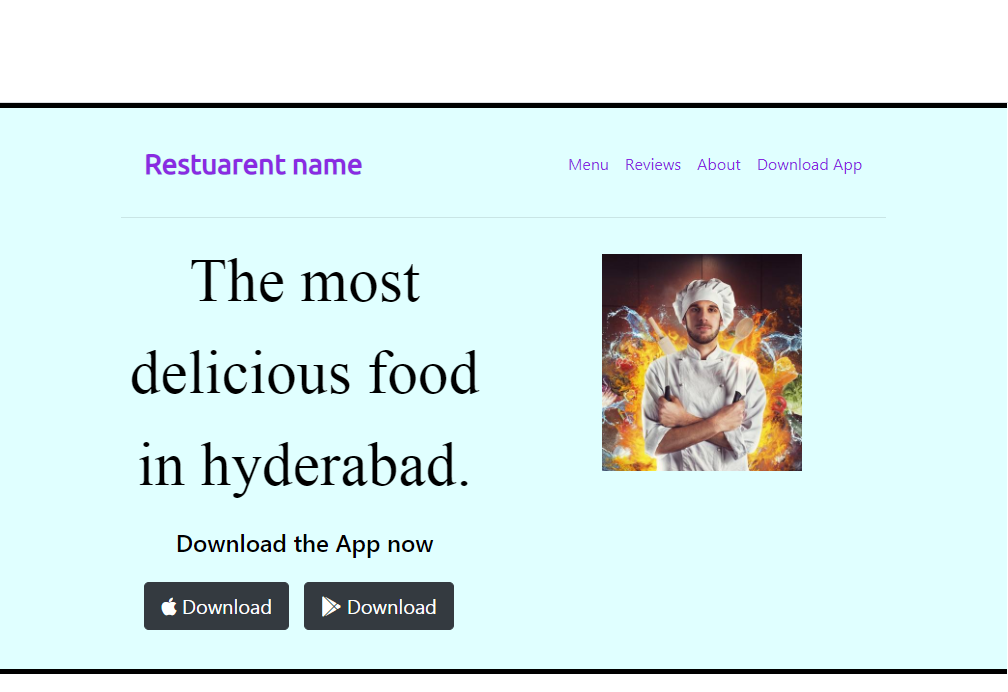 Restuarent name
Menu Reviews About Download App
The most
delicious food
in hyderabad.
Download the App now
Download Download